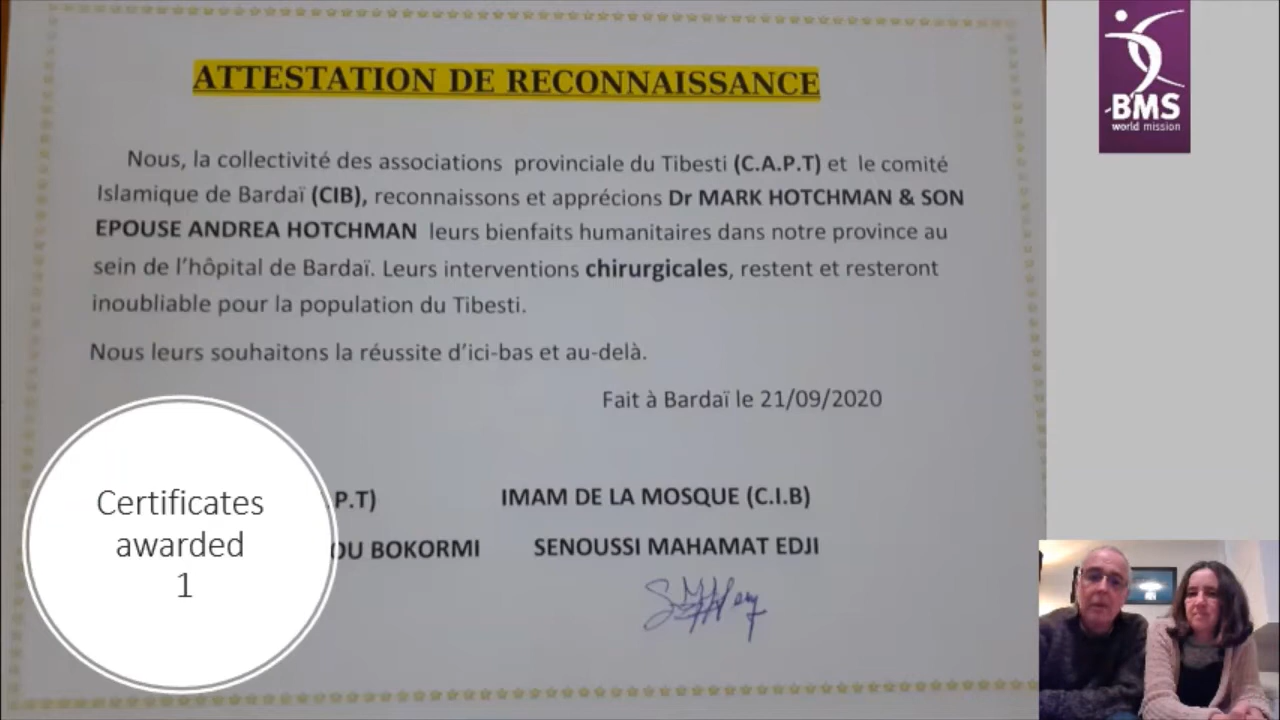 ATTESTATION DE RECONNAISSANCE
Nous, la collectivité des associations provinciale du Tibesti (C.A.P.T) et le comité
Islamique de Bardaï (CIB), reconnaissons et apprécions Dr MARK HOTCHMAN & SON
EPOUSE ANDREA HOTCHMAN leurs bienfaits humanitaires dans notre province au
sein de l'hôpital de Bardaï. Leurs interventions chirurgicales, restent et resteront
inoubliable pour la population du Tibesti.
Nous leurs souhaitons la réussite d'ici-bas et au-delà.
Fait à Bardaï le 21/09/2020
.P.T) IMAM DE LA MOSQUE (C.I.B)
OU BOKORMI SENOUSSI MAHAMAT EDJI
Certificates
awarded
1
BMS
world mission